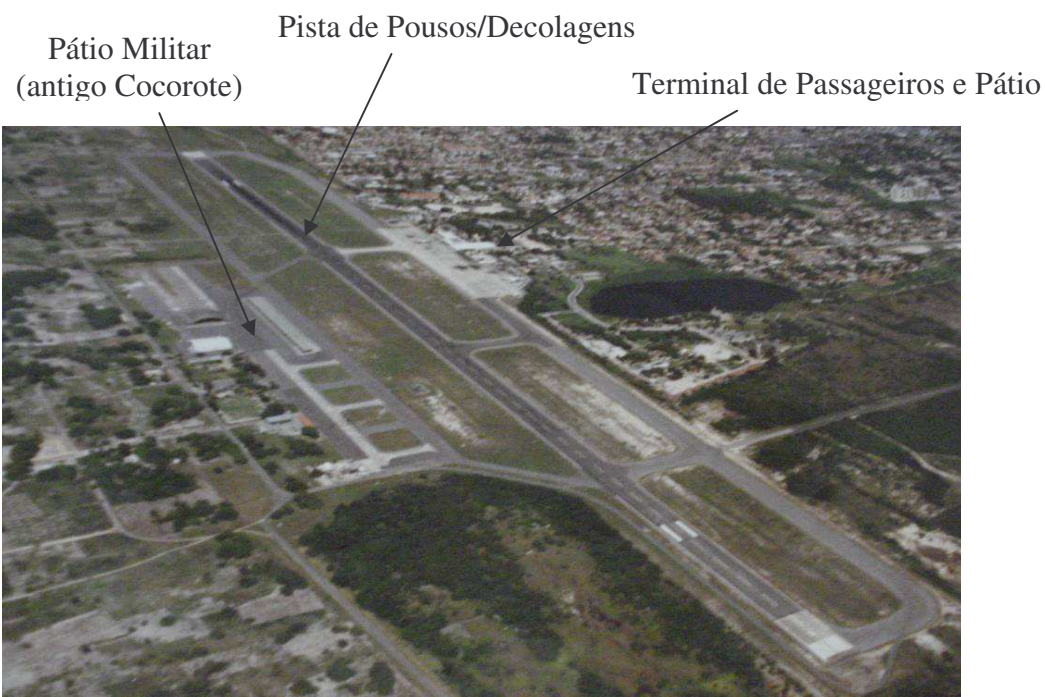 Pista de Pousos/Decolagens
Pátio Militar
(antigo Cocorote)
Terminal de Passageiros e Pátio